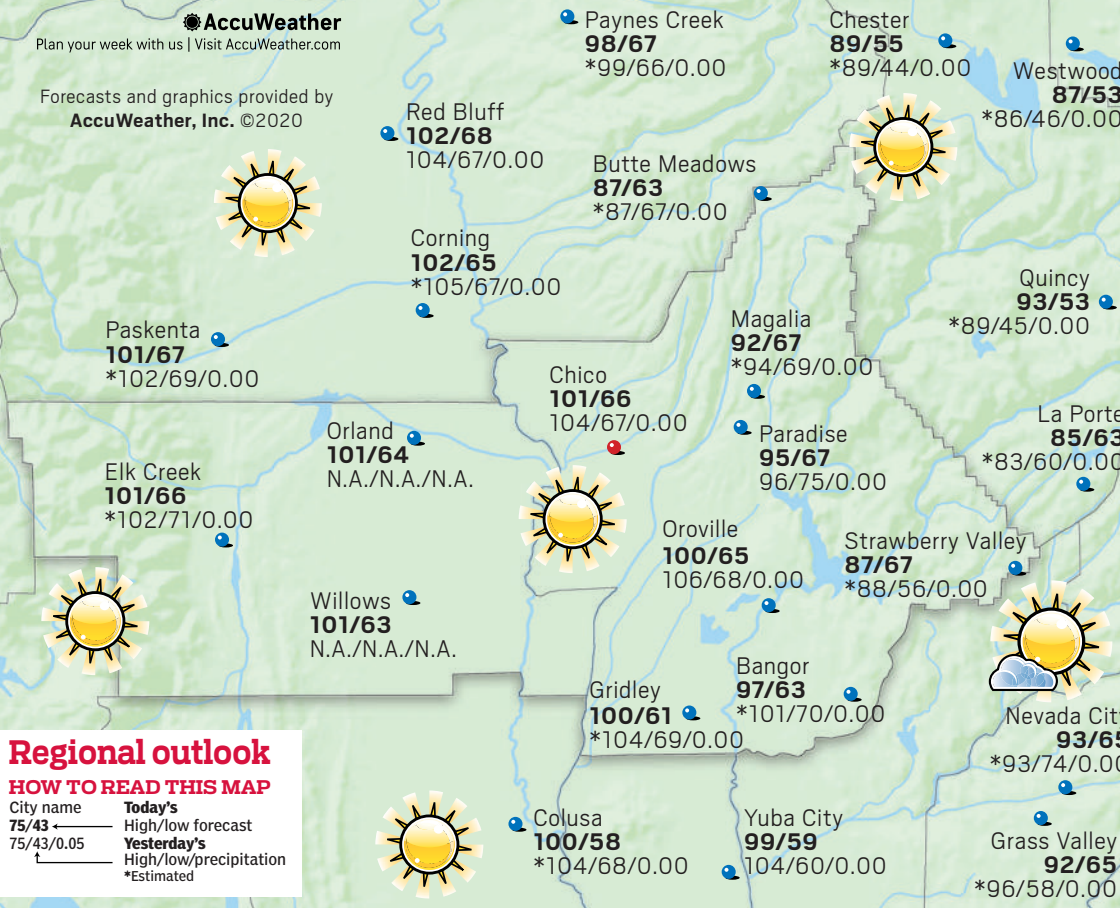 AccuWeather
Plan your week with us | Visit AccuWeather.com
Forecasts and graphics provided by
AccuWeather, Inc. ©2020
Paynes Creek
98/67
*99/66/0.00
Chester
89/55
*89/44/0.00
Westwood
87/53
*86/46/0.00
Red Bluff
102/68
104/67/0.00
Butte Meadows
87/63
*87/67/0.00
Corning
102/65
*105/67/0.00
Quincy
93/53
*89/45/0.00
Paskenta
101/67
*102/69/0.00
Magalia
92/67
*94/69/0.00
Chico
101/66
104/67/0.00
Orland
101/64
N.A./N.A./N.A.
Paradise
95/67
96/75/0.00
La Porte
85/63
*83/60/0.00
Elk Creek
101/66
*102/71/0.00
Oroville
100/65
106/68/0.00
Strawberry Valley
87/67
*88/56/0.00
Willows
101/63
N.A./N.A./N.A.
Gridley
100/61
*104/69/0.00
Bangor
97/63
*101/70/0.00
Nevada City
93/65
*93/74/0.00
Colusa
100/58
*104/68/0.00
Yuba City
99/59
104/60/0.00
Grass Valley
92/65
*96/58/0.00
Regional outlook
HOW TO READ THIS MAP
City name
75/43
75/43/0.05
Today's
High/low forecast
Yesterday's
High/low/precipitation
*Estimated